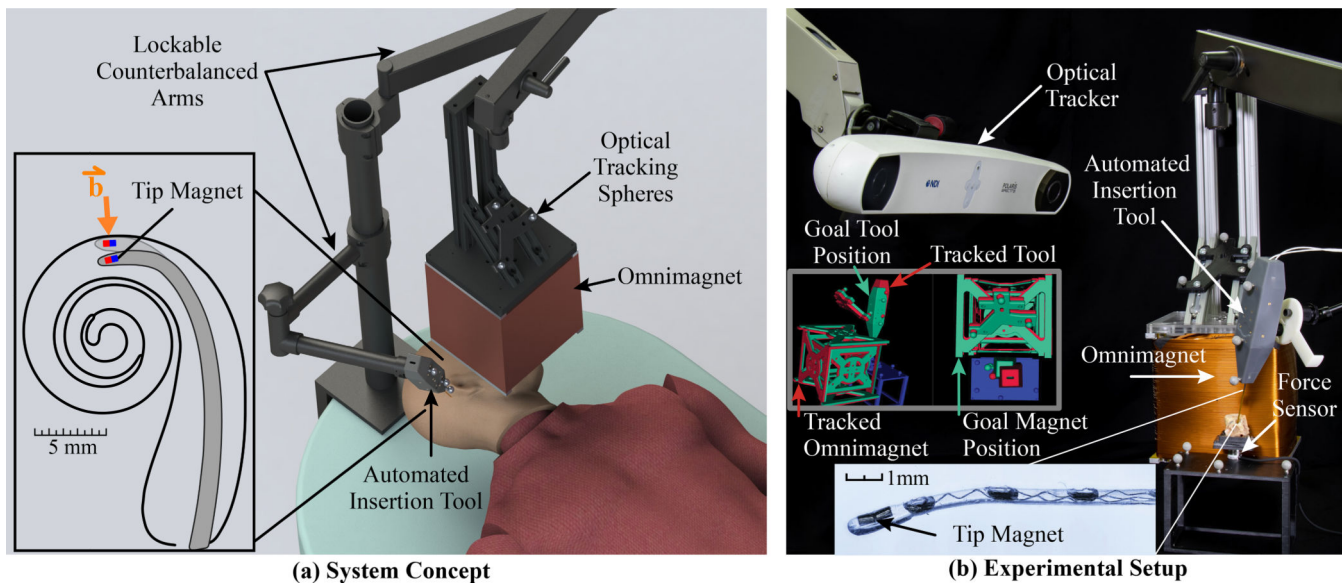 Lockable
Counterbalanced
Arms
b
Tip Magnet
Optical
Tracking
Spheres
Omnimagnet
5 mm
Automated
Insertion Tool
(a) System Concept
Optical
Tracker
NDI
POLARIS
Automated
Insertion
Tool
Goal Tool
Position
Tracked Tool
Omnimagnet
Force
Sensor
Tracked
Omnimagnet
Goal Magnet
Position
1mm
Tip Magnet
(b) Experimental Setup